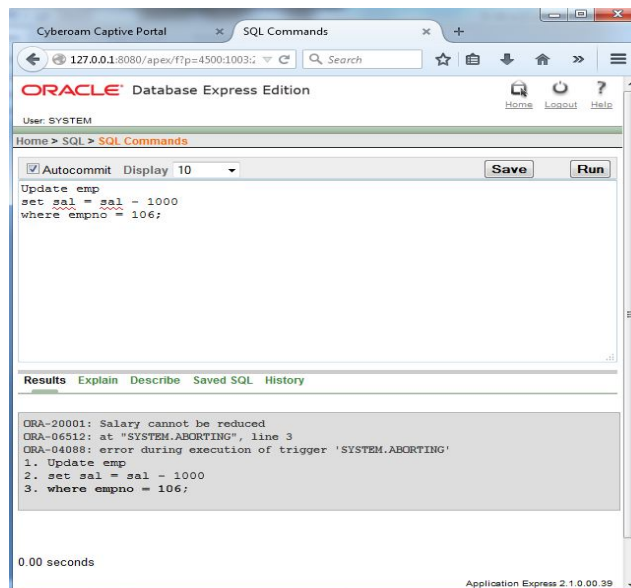 Cyberoam Captive Portal × SQL Commands × +
127.0.0.1:8080/apex/f?p=4500:1003:2 Search
ORACLE Database Express Edition
Home Logout Help
User: SYSTEM
Home > SQL > SQL Commands
Autocommit Display 10 Save Run
Update emp
set sal = sal - 1000
where empno = 106;
Results Explain Describe Saved SQL History
ORA-20001: Salary cannot be reduced
ORA-06512: at "SYSTEM.ABORTING", line 3
ORA-04088: error during execution of trigger 'SYSTEM.ABORTING'
1. Update emp
2. set sal = sal - 1000
3. where empno = 106;
0.00 seconds
Application Express 2.1.0.00.39